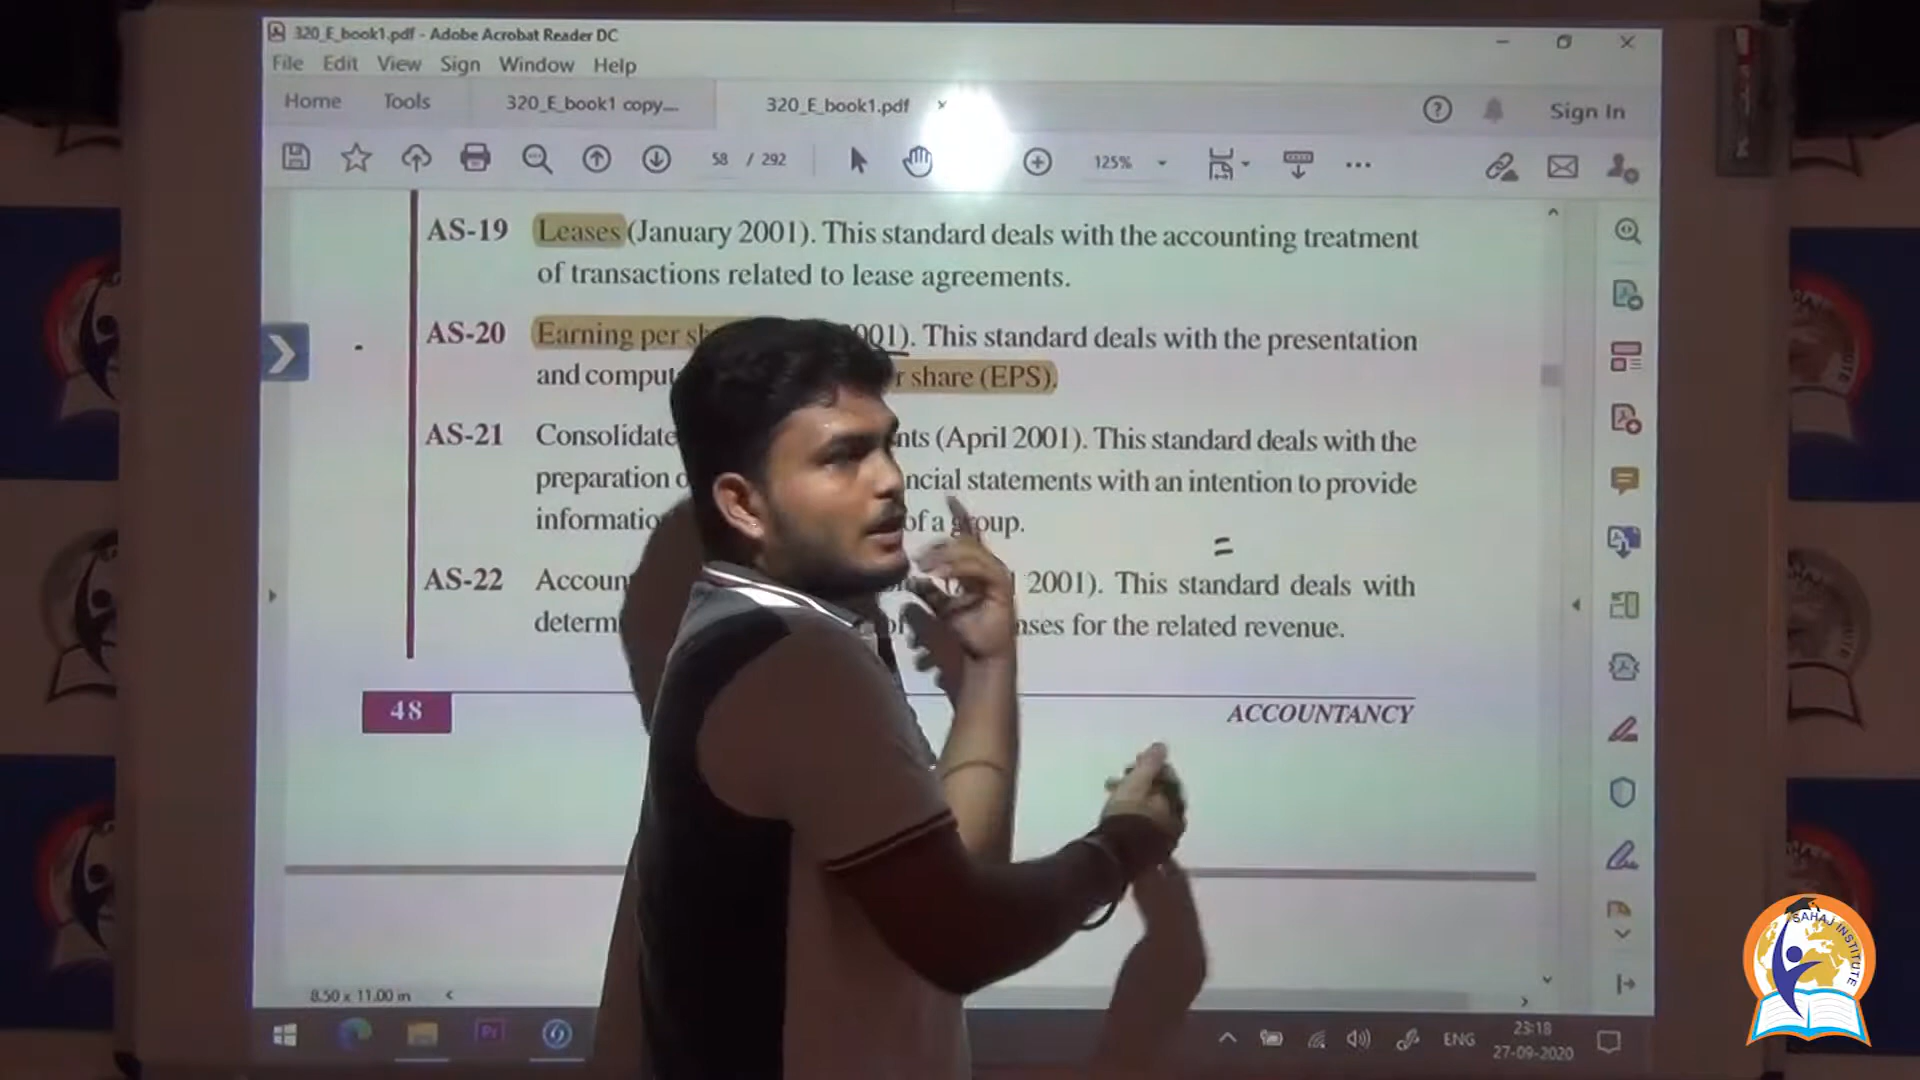 320_E_book1.pdf - Adobe Acrobat Reader DC
File Edit View Sign Window Help
Home Tools 320_E_book1 copy... 320_E_book1.pdf × Sign In
58 / 292 125%
AS-19 Leases (January 2001). This standard deals with the accounting treatment
of transactions related to lease agreements.
AS-20 Earning per sh 001). This standard deals with the presentation
and comput r share (EPS).
AS-21 Consolidate nts (April 2001). This standard deals with the
preparation o ncial statements with an intention to provide
informatio of a group.
=
AS-22 Accoun 2001). This standard deals with
determ of nses for the related revenue.
48 ACCOUNTANCY
8.50 x 11.00 in
Pr
ENG
23:18
27-09-2020
SAHAJ INSTITUTE